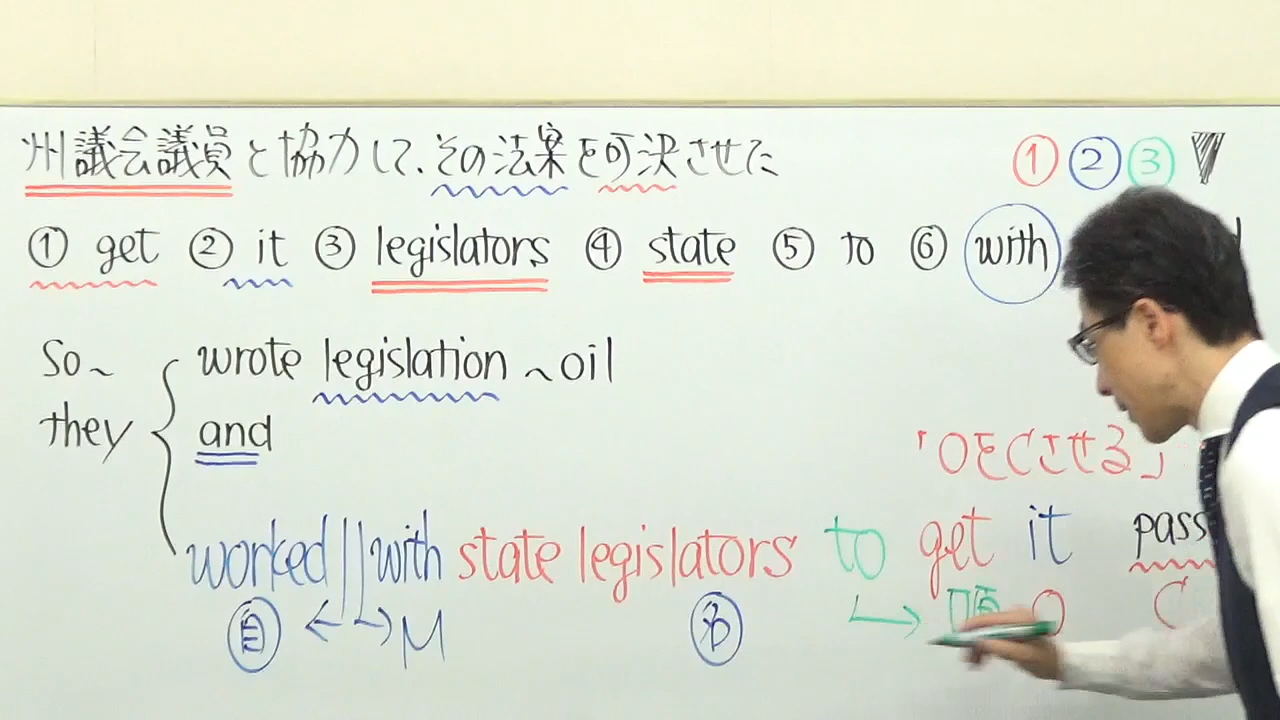 州議会議員と協力して、その法案を可決させた
① ② ③
① get ② it ③ legislators ④ state ⑤ to ⑥ with
So~
they
wrote legislation ~oil
and
「OをCさせる」
worked || with state legislators to get it pass
自 ← → M 名 → 順 O C